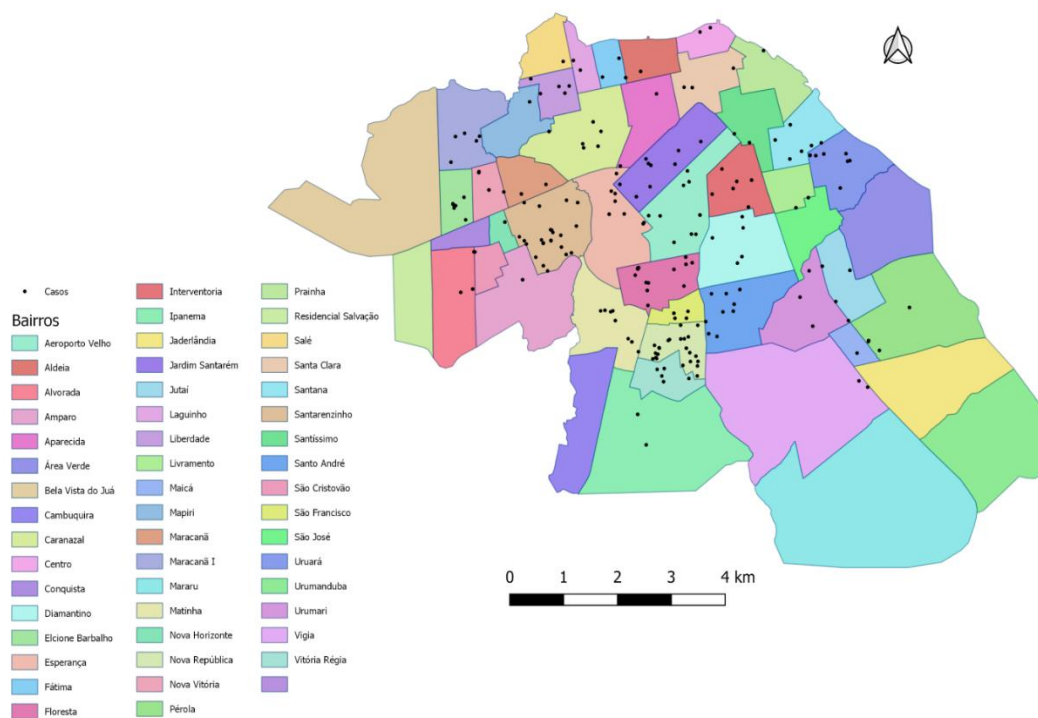 Casos
Bairros
Aeroporto Velho
Aldeia
Alvorada
Amparo
Aparecida
Área Verde
Bela Vista do Juá
Cambuquira
Caranazal
Centro
Conquista
Diamantino
Elcione Barbalho
Esperança
Fátima
Floresta
Interventoria
Ipanema
Jaderlândia
Jardim Santarém
Jutaí
Laguinho
Liberdade
Livramento
Maicá
Mapiri
Maracanã
Maracanã I
Mararu
Matinha
Nova Horizonte
Nova República
Nova Vitória
Pérola
Prainha
Residencial Salvação
Salé
Santa Clara
Santana
Santarenzinho
Santíssimo
Santo André
São Cristovão
São Francisco
São José
Uruará
Urumanduba
Urumari
Vigia
Vitória Régia
0 1 2 3 4 km